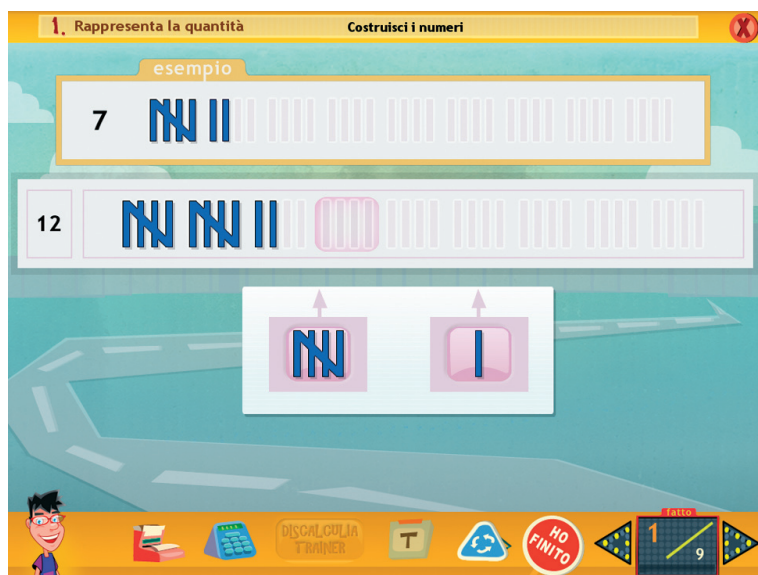 1. Rappresenta la quantità
Costruisci i numeri
X
esempio
7
12
DISCALCULIA
TRAINER
T
HO
FINITO
fatto
1
9